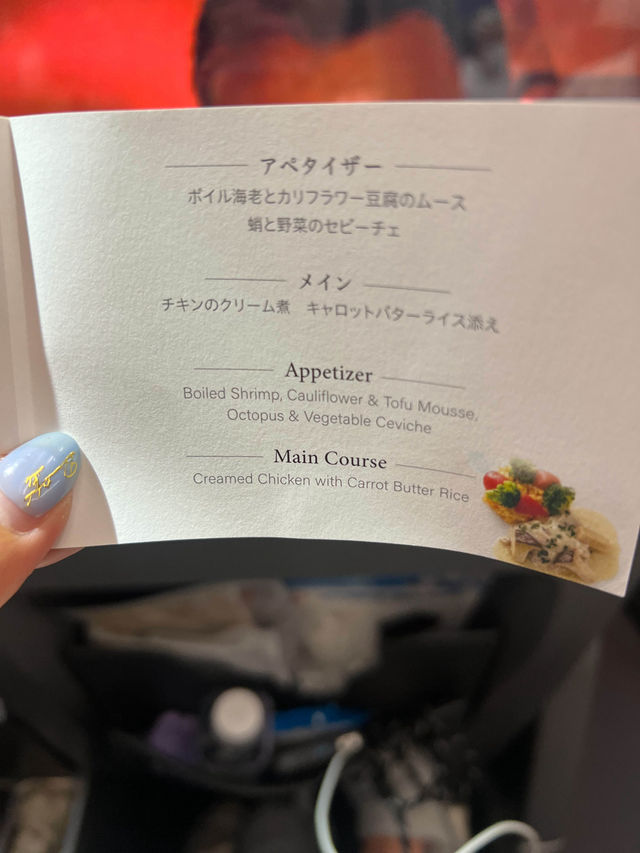 アペタイザー
ボイル海老とカリフラワー豆腐のムース
蛸と野菜のセビーチェ
メイン
チキンのクリーム煮　キャロットバターライス添え
Appetizer
Boiled Shrimp, Cauliflower & Tofu Mousse,
Octopus & Vegetable Ceviche
Main Course
Creamed Chicken with Carrot Butter Rice